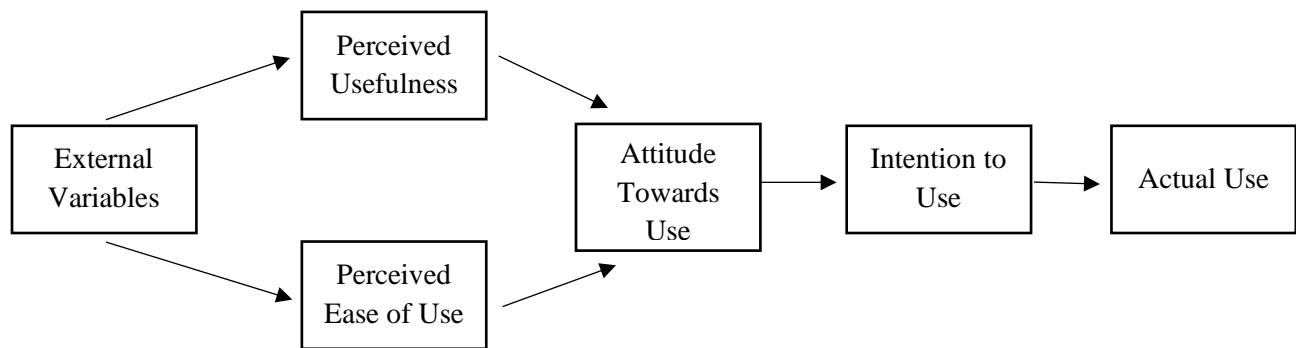 Perceived
Usefulness
External
Variables
Attitude
Towards
Use
Intention to
Use
Actual Use
Perceived
Ease of Use